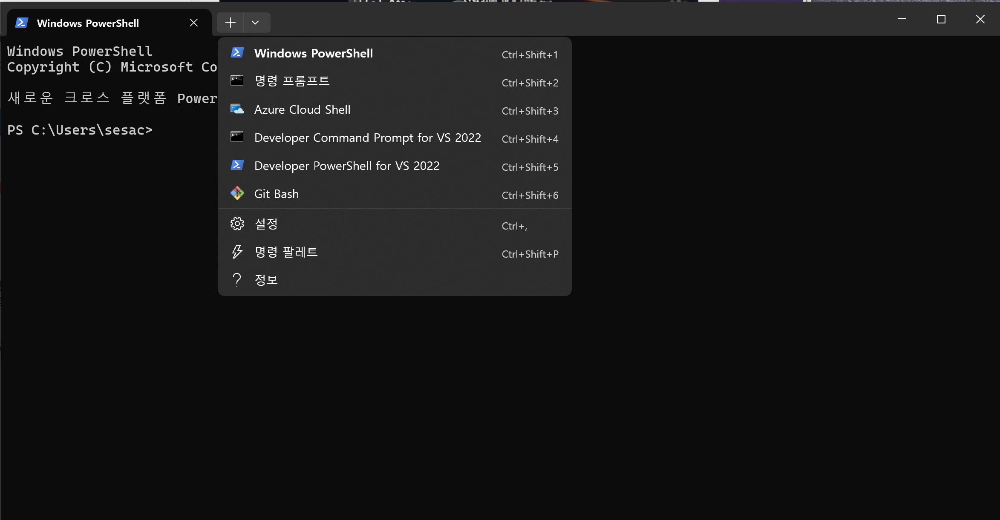 Windows PowerShell
Windows PowerShell
Copyright (C) Microsoft Co
새로운 크로스 플랫폼 Power
PS C:\Users\sesac>
Windows PowerShell Ctrl+Shift+1
명령 프롬프트 Ctrl+Shift+2
Azure Cloud Shell Ctrl+Shift+3
Developer Command Prompt for VS 2022 Ctrl+Shift+4
Developer PowerShell for VS 2022 Ctrl+Shift+5
Git Bash Ctrl+Shift+6
설정 Ctrl+,
명령 팔레트 Ctrl+Shift+P
정보